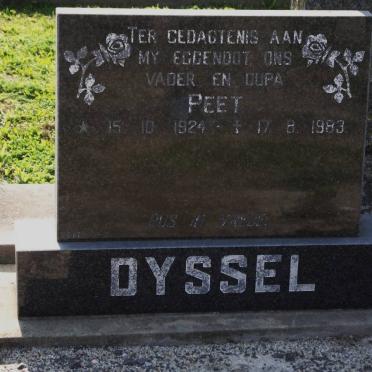 TER GEDAGTENIS AAN
MY EGGENOOT, ONS
VADER EN OUPA
PEET
★ 15. 10. 1924 - ✝ 17. 8. 1983
RUS IN VREDE
DYSSEL